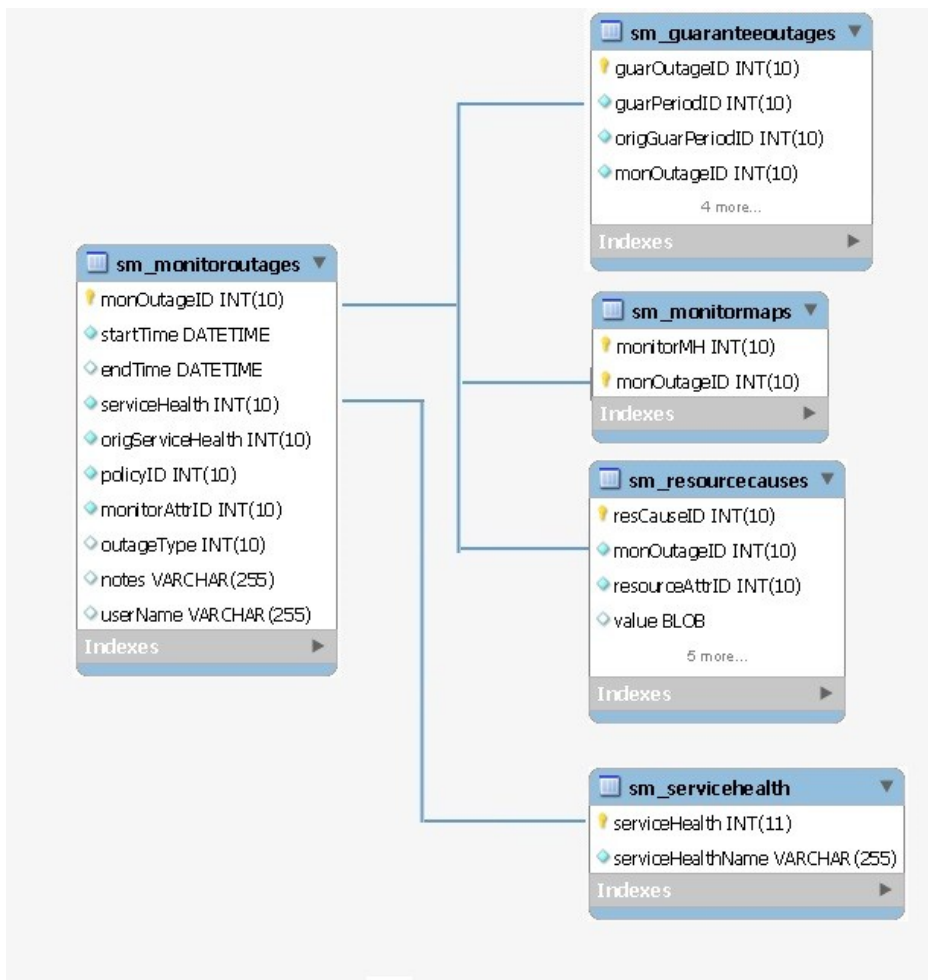 sm_guaranteeoutages
guarOutageID INT(10)
guarPeriodID INT(10)
origGuarPeriodID INT(10)
monOutageID INT(10)
4 more...
Indexes
sm_monitoroutages
monOutageID INT(10)
startTime DATETIME
endTime DATETIME
serviceHealth INT(10)
origServiceHealth INT(10)
policyID INT(10)
monitorAttrID INT(10)
outageType INT(10)
notes VARCHAR(255)
userName VARCHAR(255)
Indexes
sm_monitormaps
monitorMH INT(10)
monOutageID INT(10)
Indexes
sm_resourcecauses
resCauseID INT(10)
monOutageID INT(10)
resourceAttrID INT(10)
value BLOB
5 more...
Indexes
sm_servicehealth
serviceHealth INT(11)
serviceHealthName VARCHAR(255)
Indexes